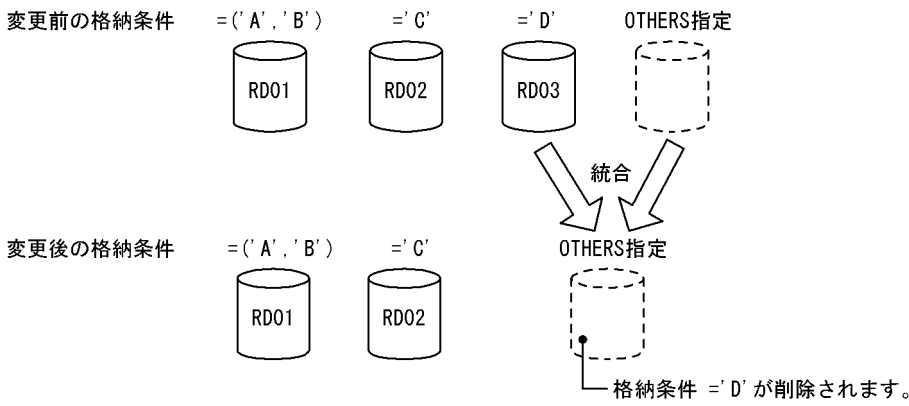 変更前の格納条件 =('A','B') ='C' ='D' OTHERS指定
RD01 RD02 RD03
統合
変更後の格納条件 =('A','B') ='C' OTHERS指定
RD01 RD02
格納条件 ='D'が削除されます。